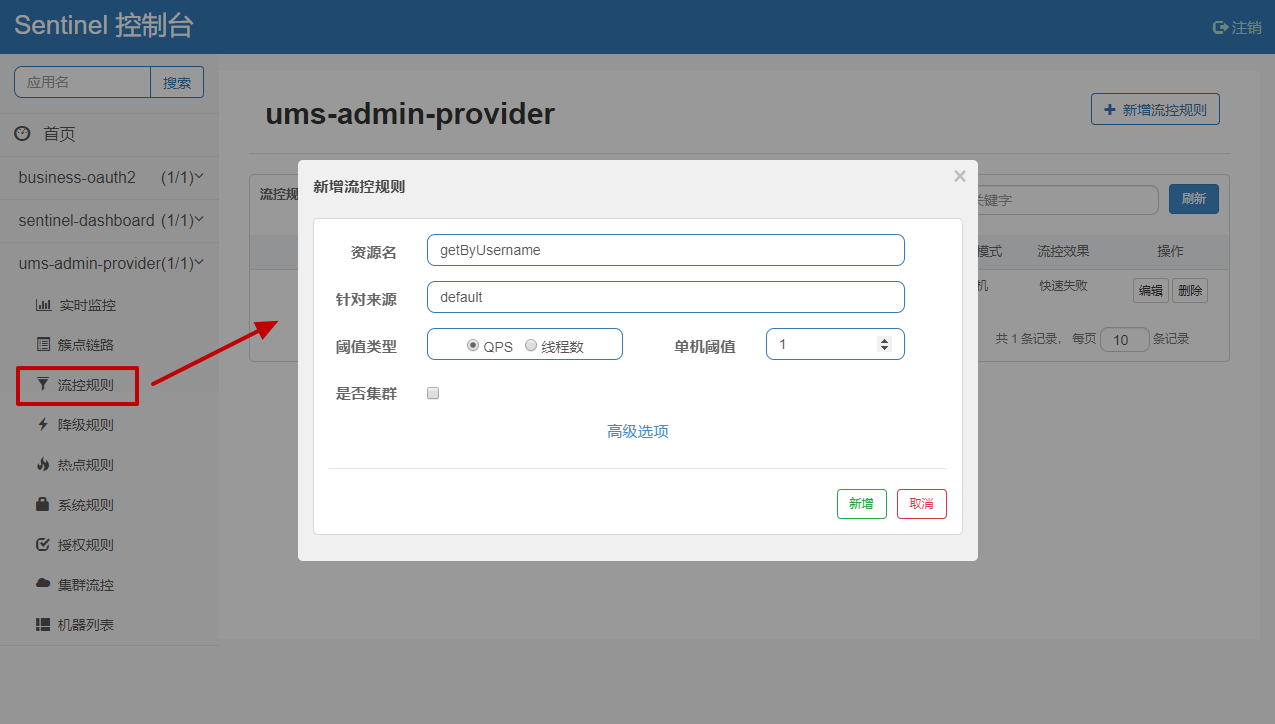 Sentinel 控制台
注销
应用名 搜索
首页
business-oauth2 (1/1)
sentinel-dashboard (1/1)
ums-admin-provider(1/1)
实时监控
簇点链路
流控规则
降级规则
热点规则
系统规则
授权规则
集群流控
机器列表
ums-admin-provider
新增流控规则
流控规
关键字 刷新
模式 流控效果 操作
机 快速失败 编辑 删除
共 1 条记录, 每页 10 条记录
新增流控规则 ×
资源名 getByUsername
针对来源 default
阈值类型 QPS 线程数 单机阈值 1
是否集群
高级选项
新增 取消